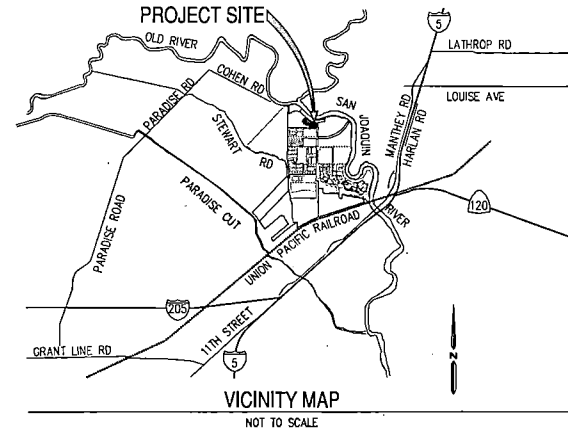 PROJECT SITE
5
OLD RIVER
LATHROP RD
COHEN RD
PARADISE RD
SAN
JOAQUIN
RIVER
MANTHEY RD
HARLAN RD
LOUISE AVE
STEWART
RD
PARADISE CUT
120
PARADISE ROAD
UNION PACIFIC RAILROAD
205
11TH STREET
GRANT LINE RD
5
N
VICINITY MAP
NOT TO SCALE